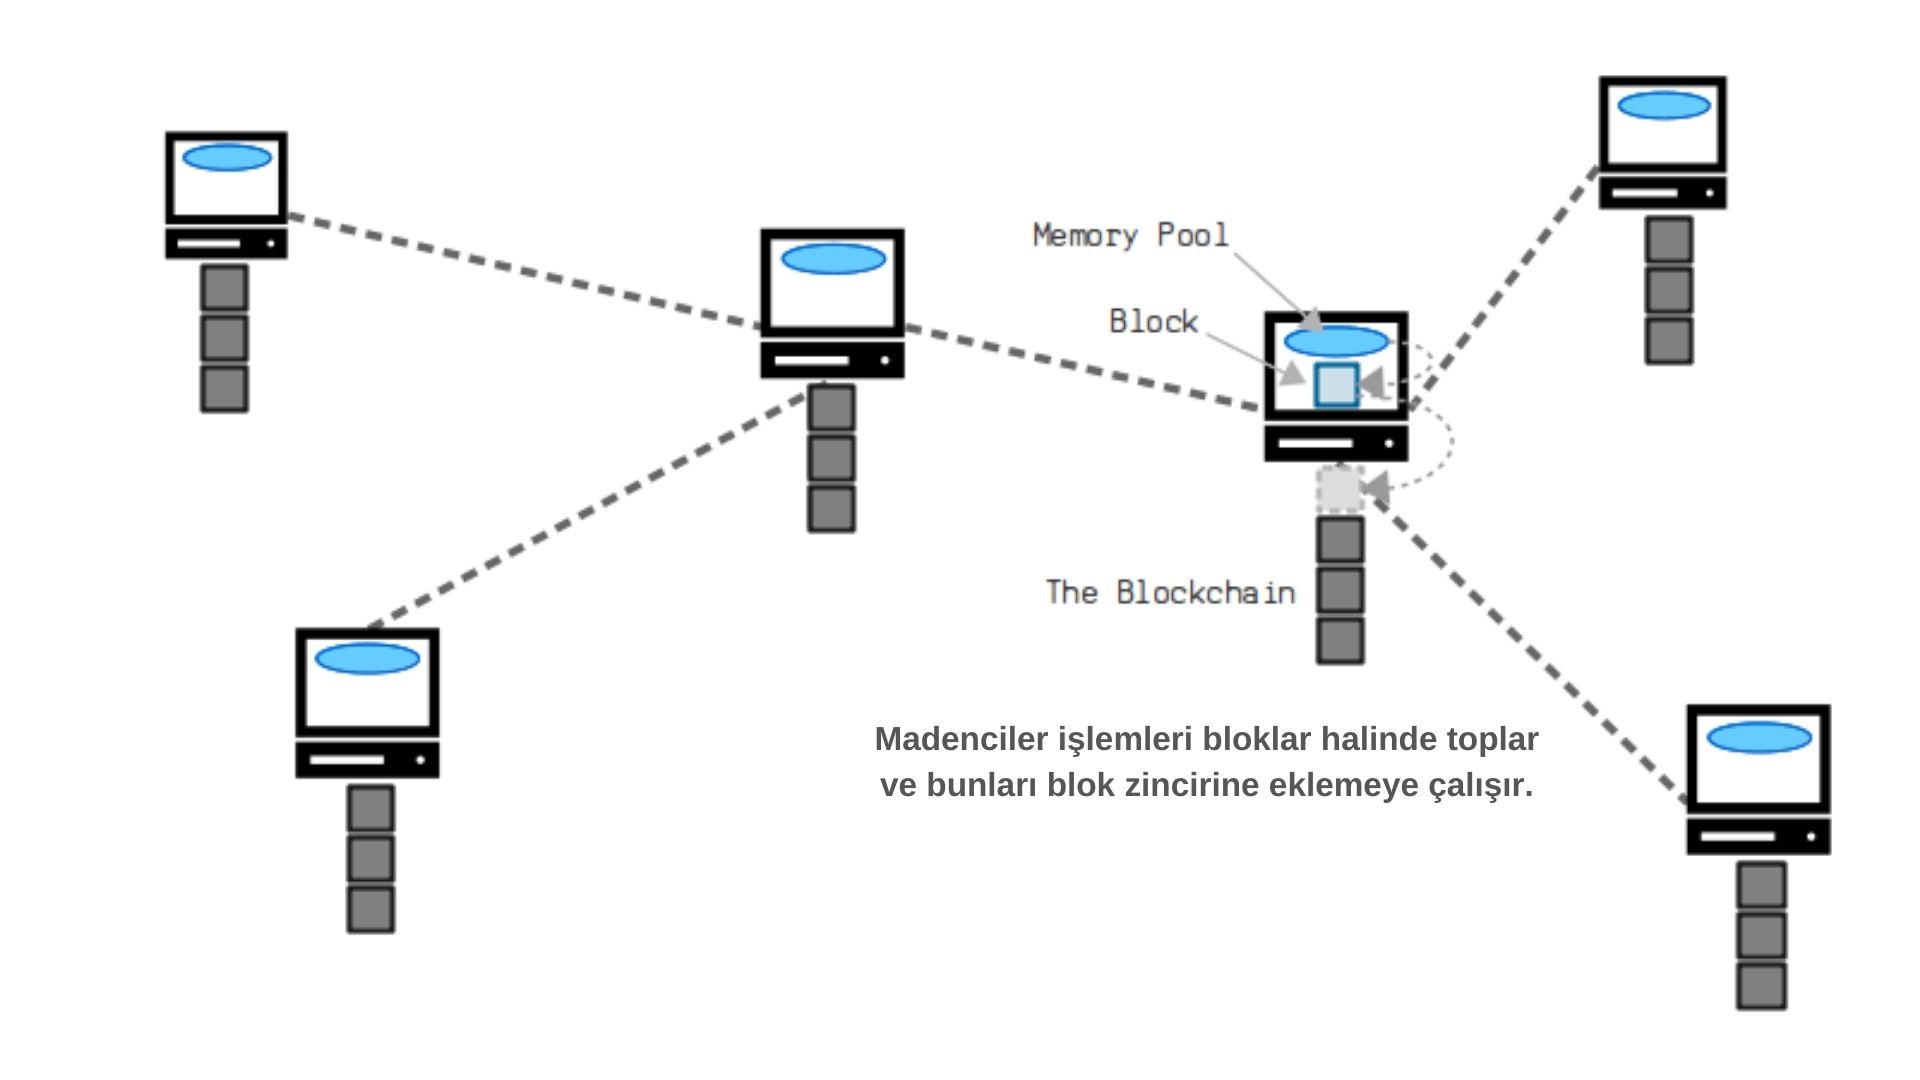 Memory Pool
Block
The Blockchain
Madenciler işlemleri bloklar halinde toplar
ve bunları blok zincirine eklemeye çalışır.